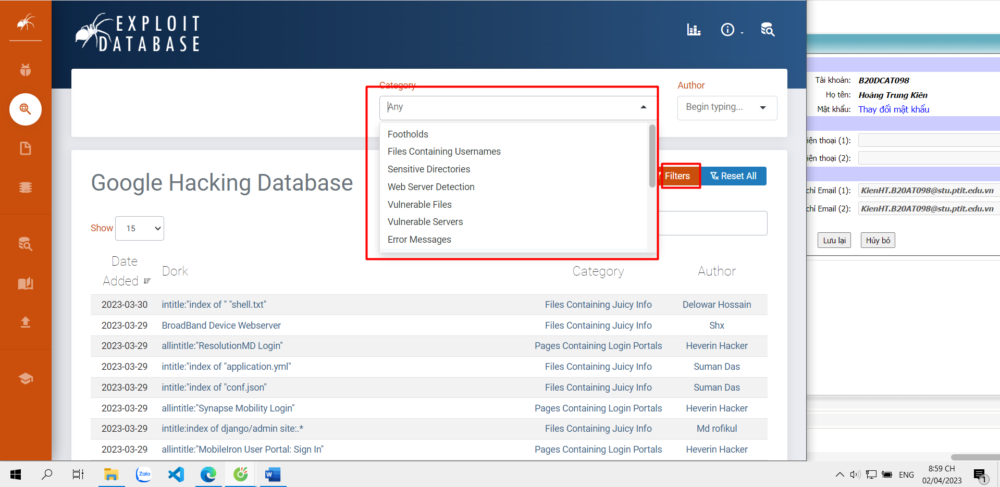 EXPLOIT
DATABASE
Category
Any
Author
Begin typing...
Footholds
Files Containing Usernames
Sensitive Directories
Web Server Detection
Vulnerable Files
Vulnerable Servers
Error Messages
Google Hacking Database
Filters
Reset All
Show 15
Date Added
Dork
Category
Author
2023-03-30 intitle:"index of " "shell.txt" Files Containing Juicy Info Delowar Hossain
2023-03-29 BroadBand Device Webserver Files Containing Juicy Info Shx
2023-03-29 allintitle:"ResolutionMD Login" Pages Containing Login Portals Heverin Hacker
2023-03-29 intitle:"index of "application.yml" Files Containing Juicy Info Suman Das
2023-03-29 intitle:"index of "conf.json" Files Containing Juicy Info Suman Das
2023-03-29 allintitle:"Synapse Mobility Login" Pages Containing Login Portals Heverin Hacker
2023-03-29 intitle:index of django/admin site:.* Files Containing Juicy Info Md rofikul
2023-03-29 allintitle:"MobileIron User Portal: Sign In" Pages Containing Login Portals Heverin Hacker
Tài khoản: B20DCAT098
Họ tên: Hoàng Trung Kiên
Mật khẩu: Thay đổi mật khẩu
iện thoại (1):
iện thoại (2):
chỉ Email (1): KienHT.B20AT098@stu.ptit.edu.vn
chỉ Email (2): KienHT.B20AT098@stu.ptit.edu.vn
Lưu lại
Hủy bỏ
Zalo
W
ENG
8:59 CH
02/04/2023
1